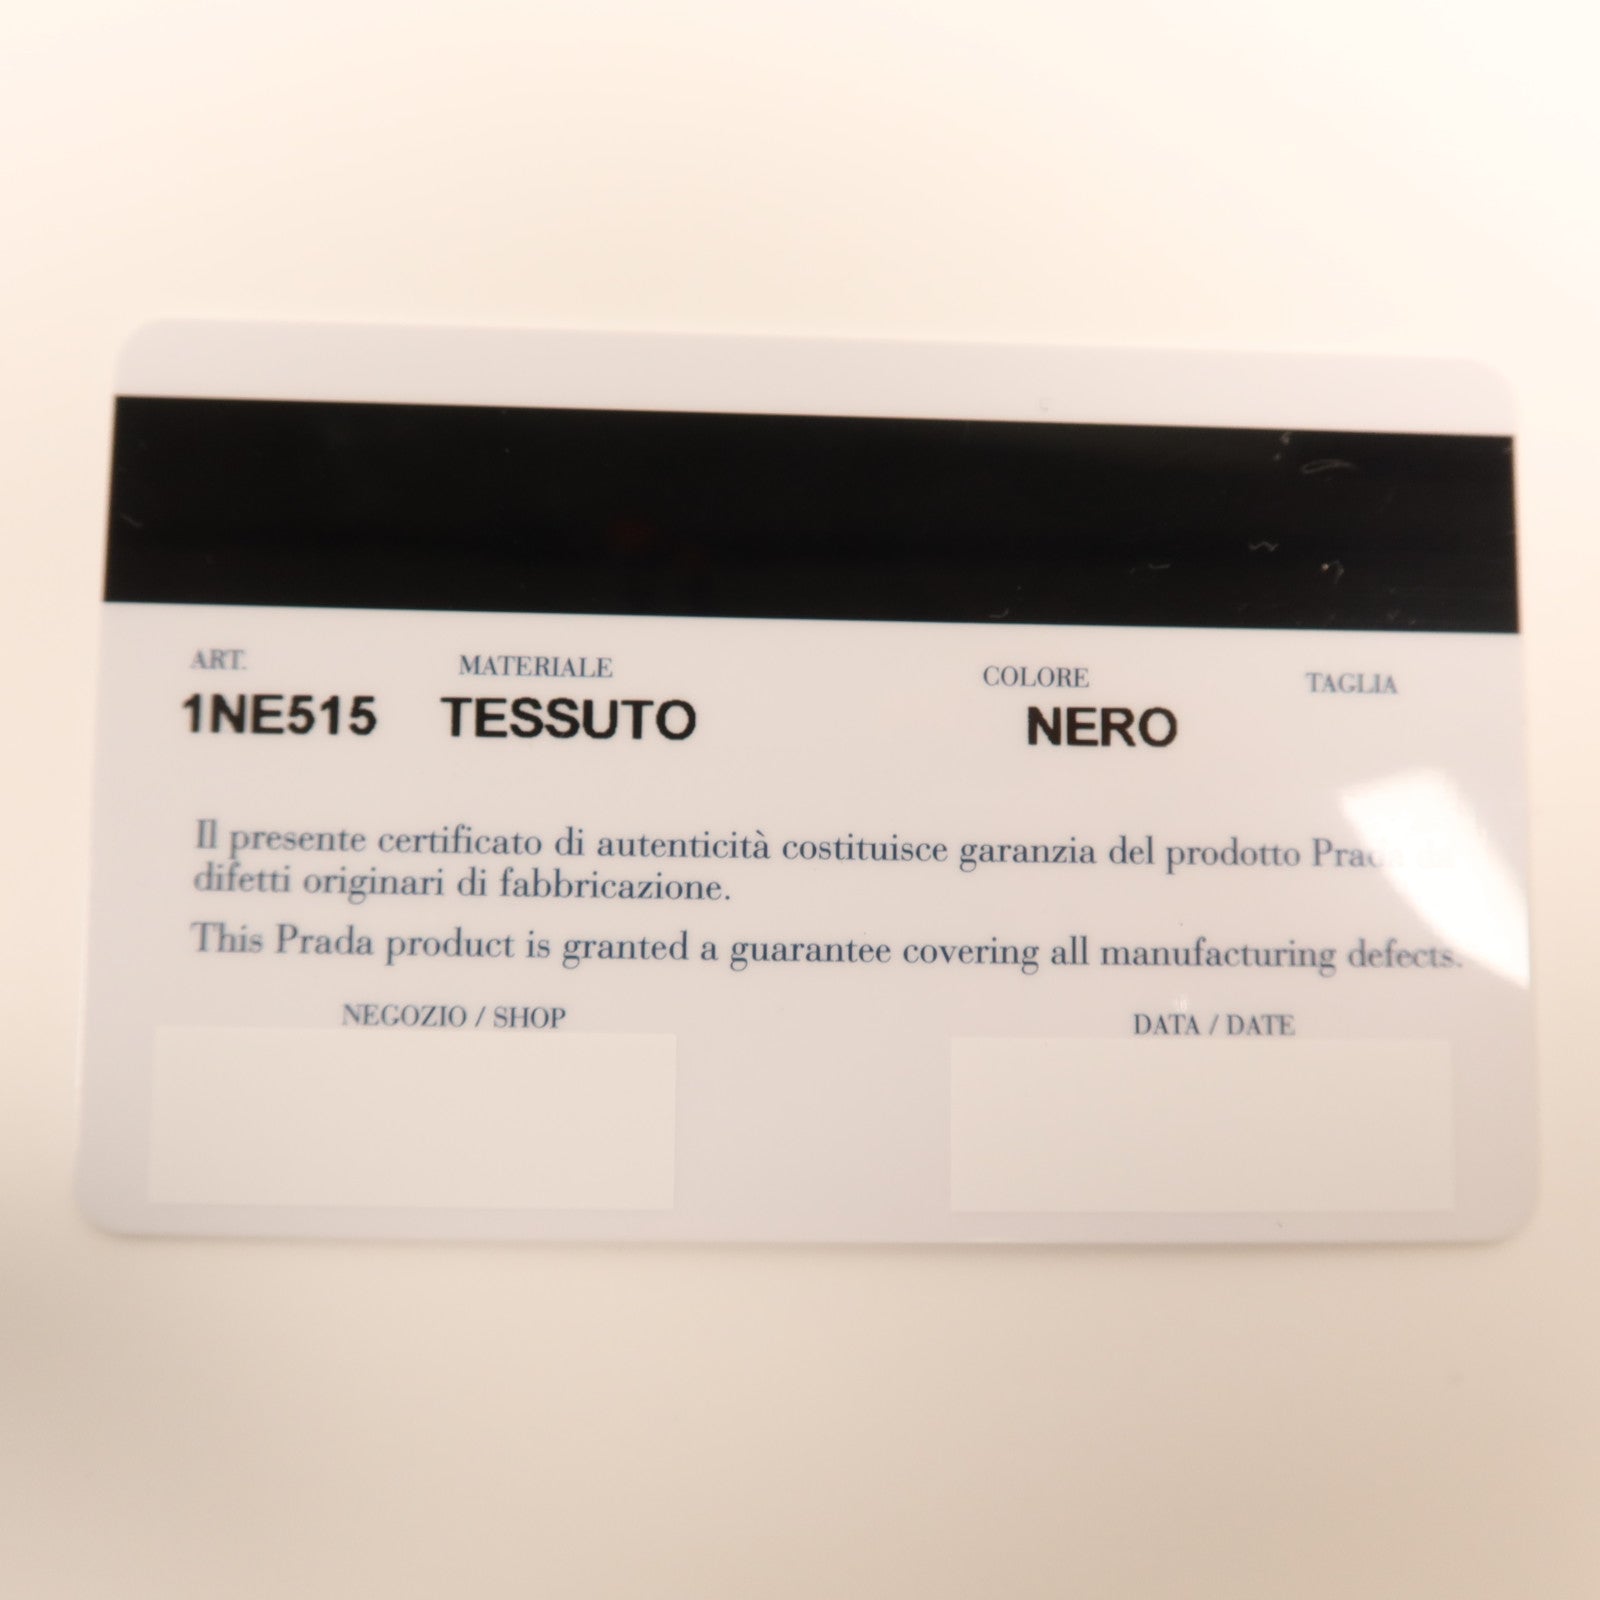 ART. MATERIALE COLORE TAGLIA
1NE515 TESSUTO NERO
Il presente certificato di autenticità costituisce garanzia del prodotto Prada
difetti originari di fabbricazione.
This Prada product is granted a guarantee covering all manufacturing defects.
NEGOZIO / SHOP DATA / DATE